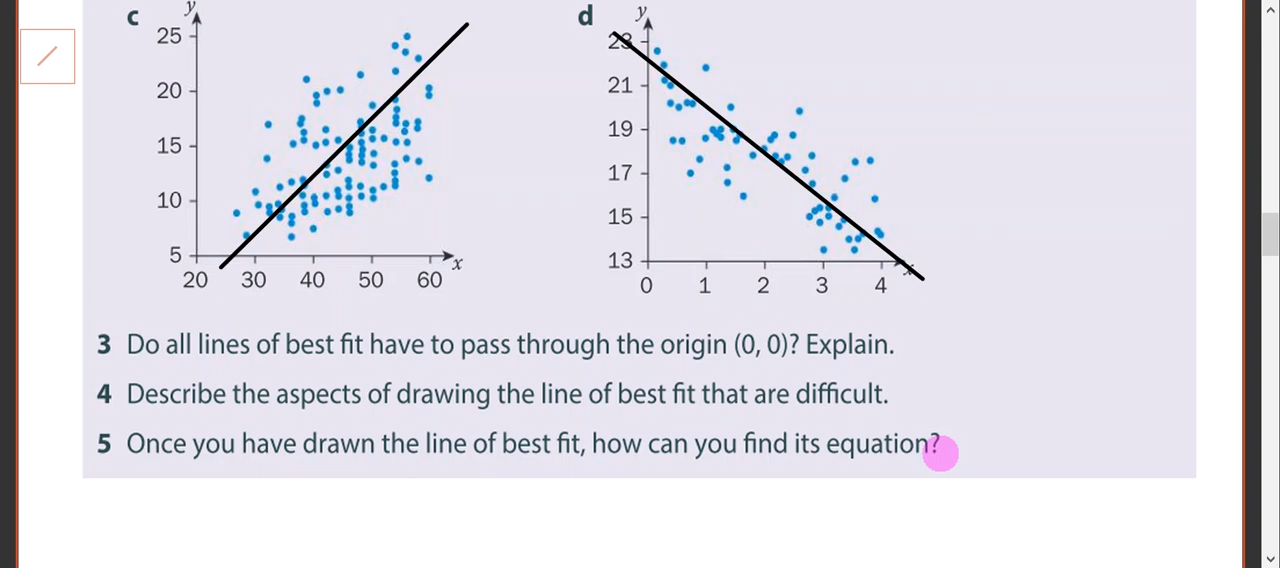 c y
25
20
15
10
5
20 30 40 50 60 x
d y
23
21
19
17
15
13
0 1 2 3 4 x
3 Do all lines of best fit have to pass through the origin (0, 0)? Explain.
4 Describe the aspects of drawing the line of best fit that are difficult.
5 Once you have drawn the line of best fit, how can you find its equation?